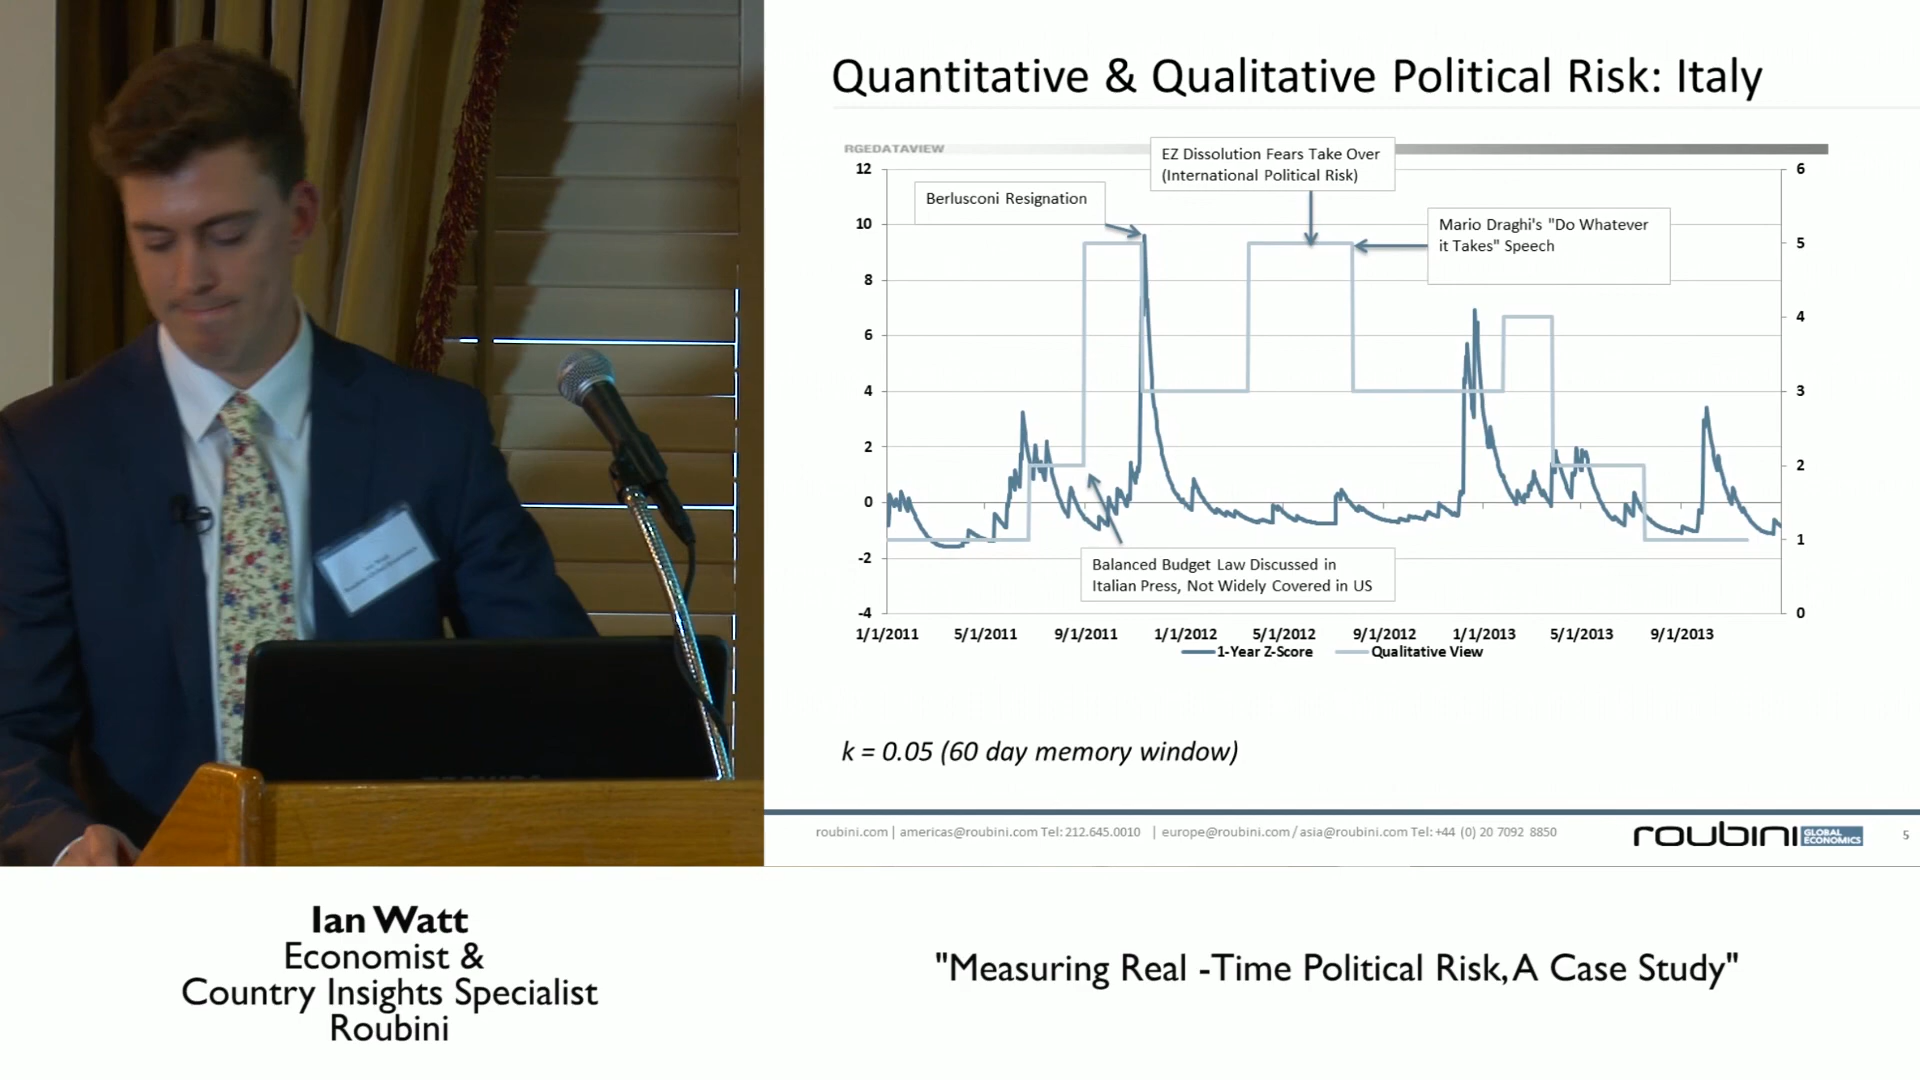 Quantitative & Qualitative Political Risk: Italy
RGEDATAVIEW
EZ Dissolution Fears Take Over
(International Political Risk)
Berlusconi Resignation
Mario Draghi's "Do Whatever
it Takes" Speech
Balanced Budget Law Discussed in
Italian Press, Not Widely Covered in US
12
10
8
6
4
2
0
-2
-4
6
5
4
3
2
1
0
1/1/2011 5/1/2011 9/1/2011 1/1/2012 5/1/2012 9/1/2012 1/1/2013 5/1/2013 9/1/2013
1-Year Z-Score Qualitative View
k = 0.05 (60 day memory window)
roubini.com | americas@roubini.com Tel: 212.645.0010 | europe@roubini.com / asia@roubini.com Tel: +44 (0) 20 7092 8850
roubini GLOBAL
ECONOMICS
5
Ian Watt
Economist &
Country Insights Specialist
Roubini
"Measuring Real -Time Political Risk, A Case Study"